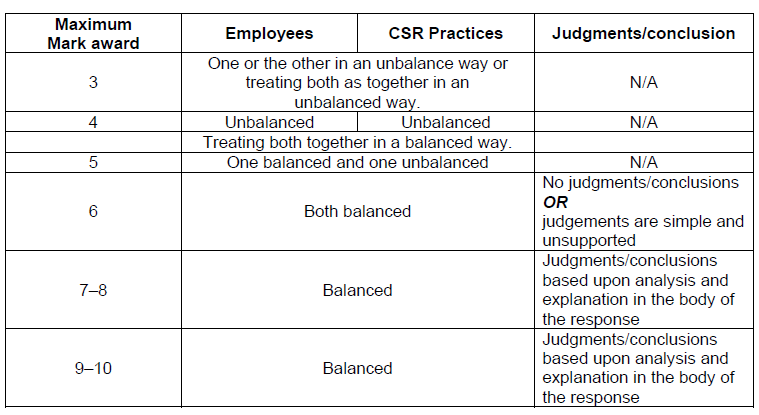 Maximum
Mark award
Employees
CSR Practices
Judgments/conclusion
3
One or the other in an unbalance way or
treating both as together in an
unbalanced way.
N/A
4
Unbalanced
Unbalanced
N/A
Treating both together in a balanced way.
5
One balanced and one unbalanced
N/A
6
Both balanced
No judgments/conclusions
OR
judgements are simple and
unsupported
7–8
Balanced
Judgments/conclusions
based upon analysis and
explanation in the body of
the response
9–10
Balanced
Judgments/conclusions
based upon analysis and
explanation in the body of
the response